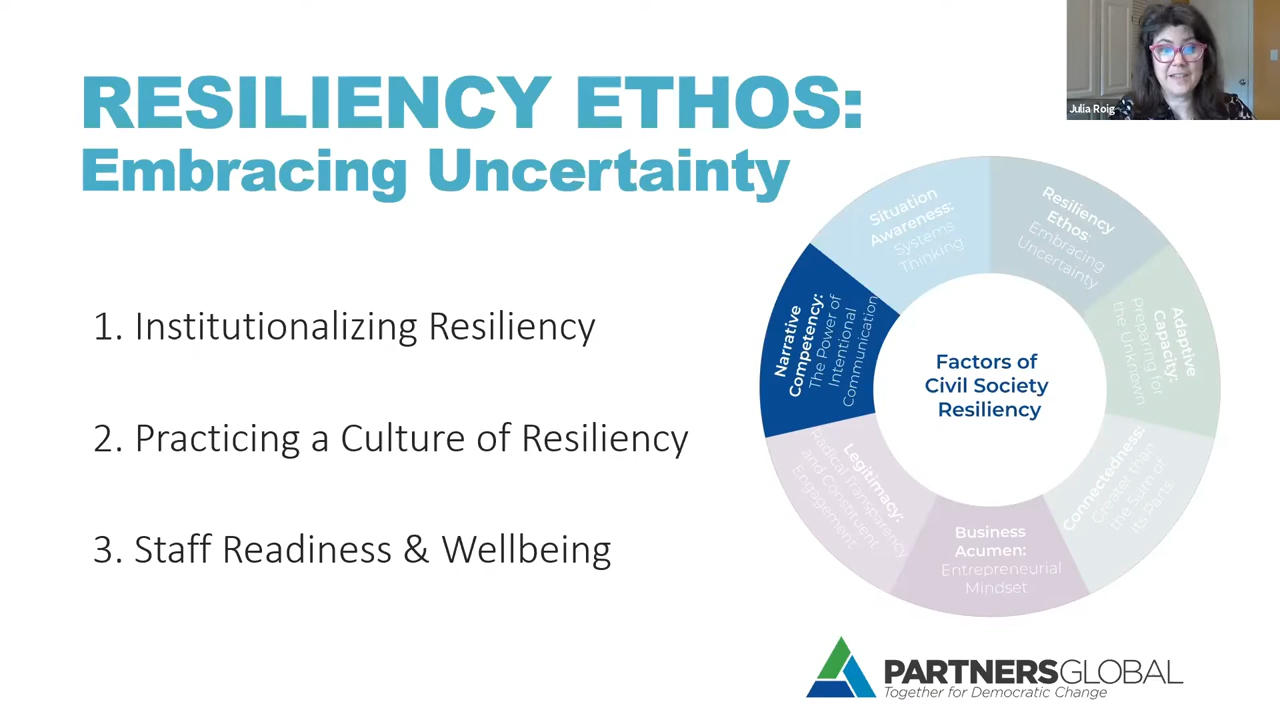 RESILIENCY ETHOS:
Embracing Uncertainty
Julia Roig
1. Institutionalizing Resiliency
2. Practicing a Culture of Resiliency
3. Staff Readiness & Wellbeing
Situation
Awareness:
Systems
Thinking
Resiliency
Ethos:
Embracing
Uncertainty
Adaptive
Capacity:
Preparing for
the Unknown
Connectedness:
Greater than
the Sum of
Its Parts
Business
Acumen:
Entrepreneurial
Mindset
Legitimacy:
Radical Transparency
and Constituent
Engagement
Narrative
Competency:
The Power of
Intentional
Communication
Factors of
Civil Society
Resiliency
PARTNERSGLOBAL
Together for Democratic Change